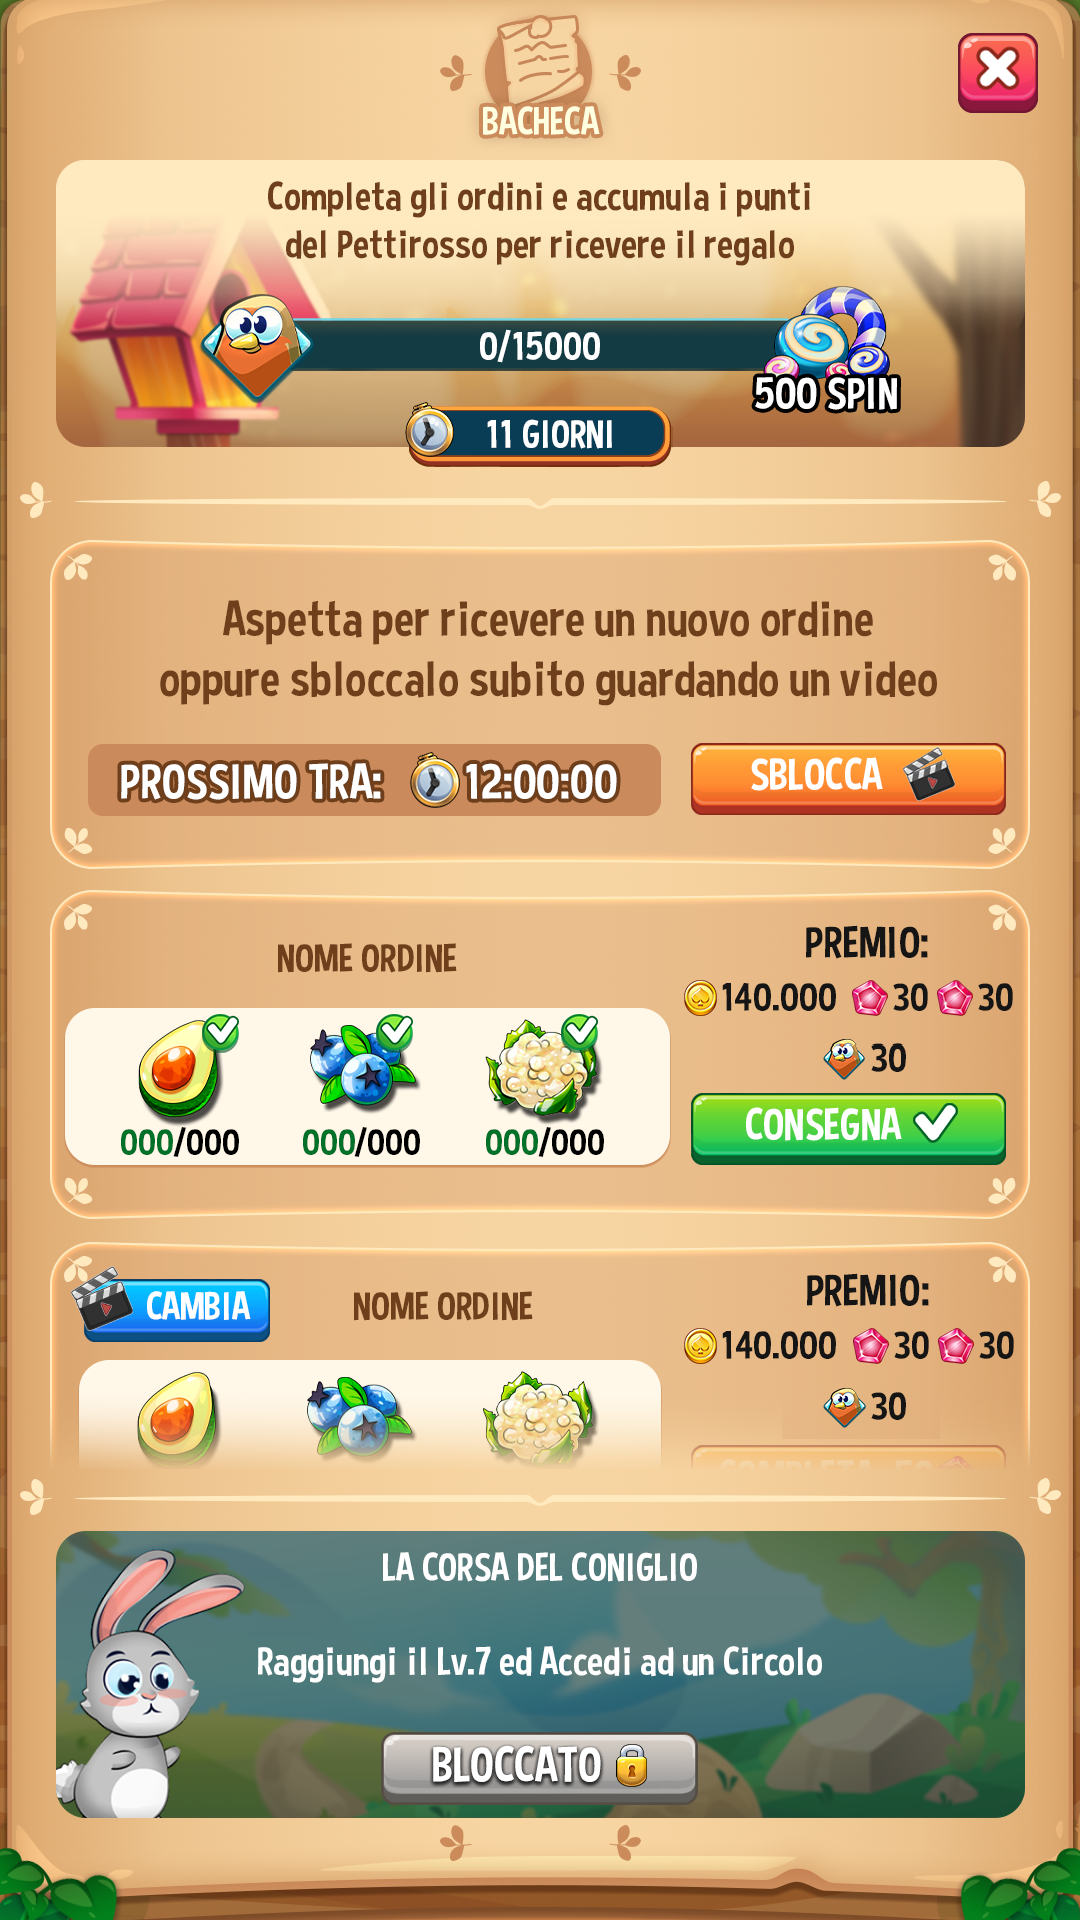 BACHECA
Completa gli ordini e accumula i punti
del Pettirosso per ricevere il regalo
0/15000
500 SPIN
11 GIORNI
Aspetta per ricevere un nuovo ordine
oppure sbloccalo subito guardando un video
PROSSIMO TRA: 12:00:00
SBLOCCA
NOME ORDINE
000/000 000/000 000/000
PREMIO:
140.000 30 30
30
CONSEGNA
CAMBIA
NOME ORDINE
PREMIO:
140.000 30 30
30
LA CORSA DEL CONIGLIO
Raggiungi il Lv.7 ed Accedi ad un Circolo
BLOCCATO